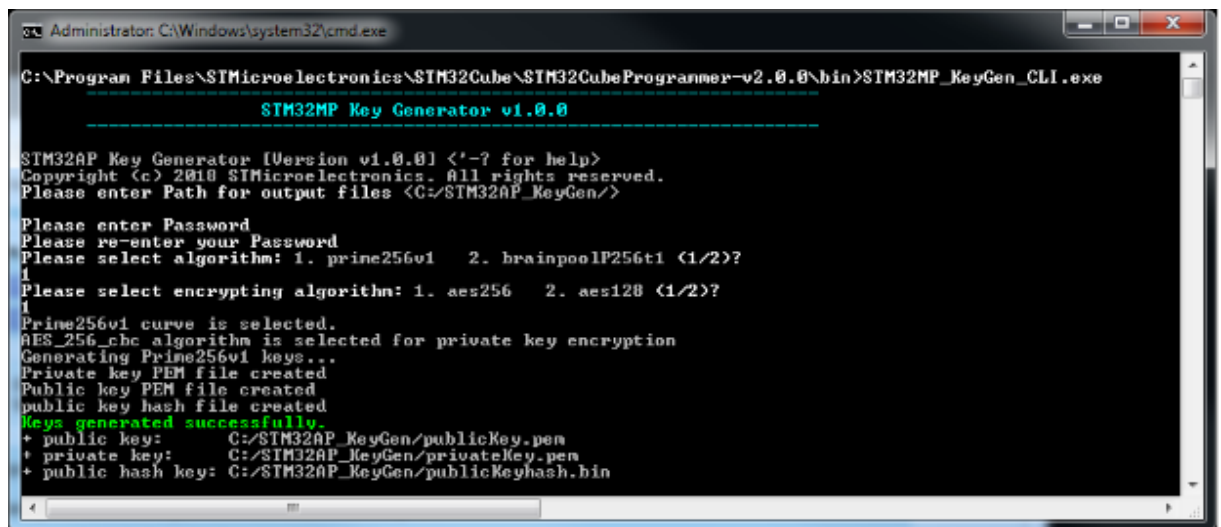 Administrator: C:\Windows\system32\cmd.exe
C:\Program Files\STMicroelectronics\STM32Cube\STM32CubeProgrammer-v2.0.0\bin>STM32MP_KeyGen_CLI.exe
STM32MP Key Generator v1.0.0
STM32AP Key Generator [Version v1.0.0] <'-? for help>
Copyright <c> 2018 STMicroelectronics. All rights reserved.
Please enter Path for output files <C:/STM32AP_KeyGen/>
Please enter Password
Please re-enter your Password
Please select algorithm: 1. prime256v1   2. brainpoolP256t1 <1/2>?
1
Please select encrypting algorithm: 1. aes256   2. aes128 <1/2>?
1
Prime256v1 curve is selected.
AES_256_cbc algorithm is selected for private key encryption
Generating Prime256v1 keys...
Private key PEM file created
Public key PEM file created
public key hash file created
Keys generated successfully.
+ public key:      C:/STM32AP_KeyGen/publicKey.pem
+ private key:     C:/STM32AP_KeyGen/privateKey.pem
+ public hash key: C:/STM32AP_KeyGen/publicKeyhash.bin